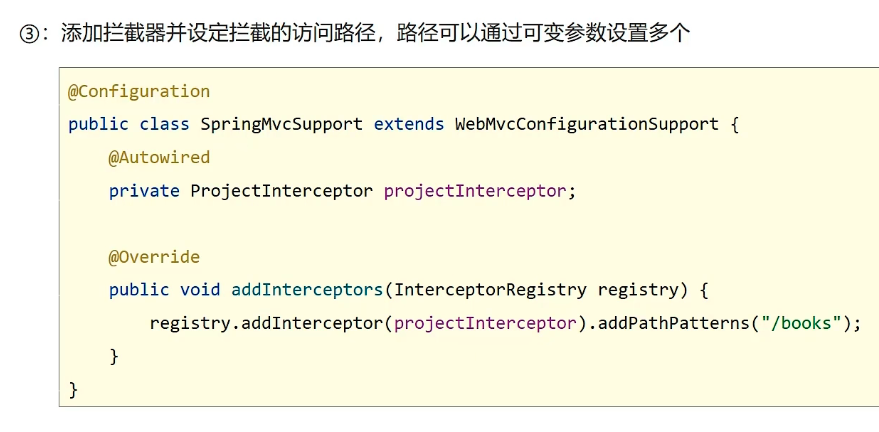 ③：添加拦截器并设定拦截的访问路径，路径可以通过可变参数设置多个
@Configuration
public class SpringMvcSupport extends WebMvcConfigurationSupport {
    @Autowired
    private ProjectInterceptor projectInterceptor;

    @Override
    public void addInterceptors(InterceptorRegistry registry) {
        registry.addInterceptor(projectInterceptor).addPathPatterns("/books");
    }
}